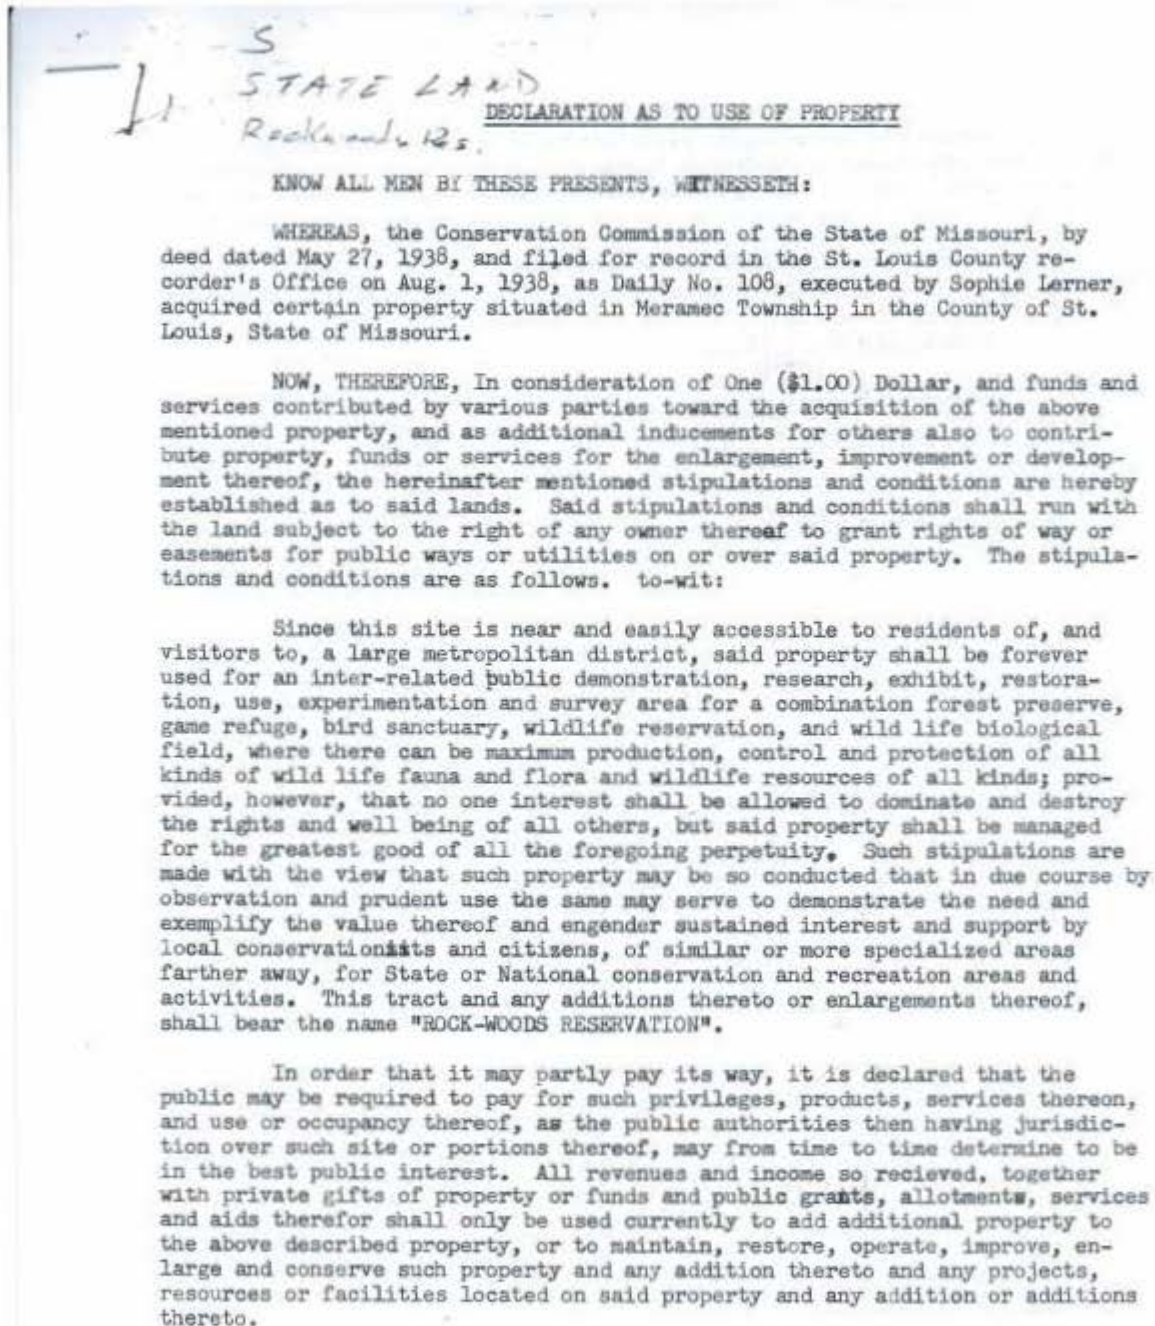 S
STATE LAND
DECLARATION AS TO USE OF PROPERTY
Rockwoods Res.
KNOW ALL MEN BY THESE PRESENTS, WITNESSETH:
WHEREAS, the Conservation Commission of the State of Missouri, by
deed dated May 27, 1938, and filed for record in the St. Louis County re-
corder's Office on Aug. 1, 1938, as Daily No. 108, executed by Sophie Lerner,
acquired certain property situated in Meramec Township in the County of St.
Louis, State of Missouri.
NOW, THEREFORE, In consideration of One ($1.00) Dollar, and funds and
services contributed by various parties toward the acquisition of the above
mentioned property, and as additional inducements for others also to contri-
bute property, funds or services for the enlargement, improvement or develop-
ment thereof, the hereinafter mentioned stipulations and conditions are hereby
established as to said lands. Said stipulations and conditions shall run with
the land subject to the right of any owner thereof to grant rights of way or
easements for public ways or utilities on or over said property. The stipula-
tions and conditions are as follows. to-wit:
Since this site is near and easily accessible to residents of, and
visitors to, a large metropolitan district, said property shall be forever
used for an inter-related public demonstration, research, exhibit, restora-
tion, use, experimentation and survey area for a combination forest preserve,
game refuge, bird sanctuary, wildlife reservation, and wild life biological
field, where there can be maximum production, control and protection of all
kinds of wild life fauna and flora and wildlife resources of all kinds; pro-
vided, however, that no one interest shall be allowed to dominate and destroy
the rights and well being of all others, but said property shall be managed
for the greatest good of all the foregoing perpetuity. Such stipulations are
made with the view that such property may be so conducted that in due course by
observation and prudent use the same may serve to demonstrate the need and
exemplify the value thereof and engender sustained interest and support by
local conservationists and citizens, of similar or more specialized areas
farther away, for State or National conservation and recreation areas and
activities. This tract and any additions thereto or enlargements thereof,
shall bear the name "ROCK-WOODS RESERVATION".
In order that it may partly pay its way, it is declared that the
public may be required to pay for such privileges, products, services thereon,
and use or occupancy thereof, as the public authorities then having jurisdic-
tion over such site or portions thereof, may from time to time determine to be
in the best public interest. All revenues and income so recieved, together
with private gifts of property or funds and public grants, allotments, services
and aids therefor shall only be used currently to add additional property to
the above described property, or to maintain, restore, operate, improve, en-
large and conserve such property and any addition thereto and any projects,
resources or facilities located on said property and any addition or additions
thereto.